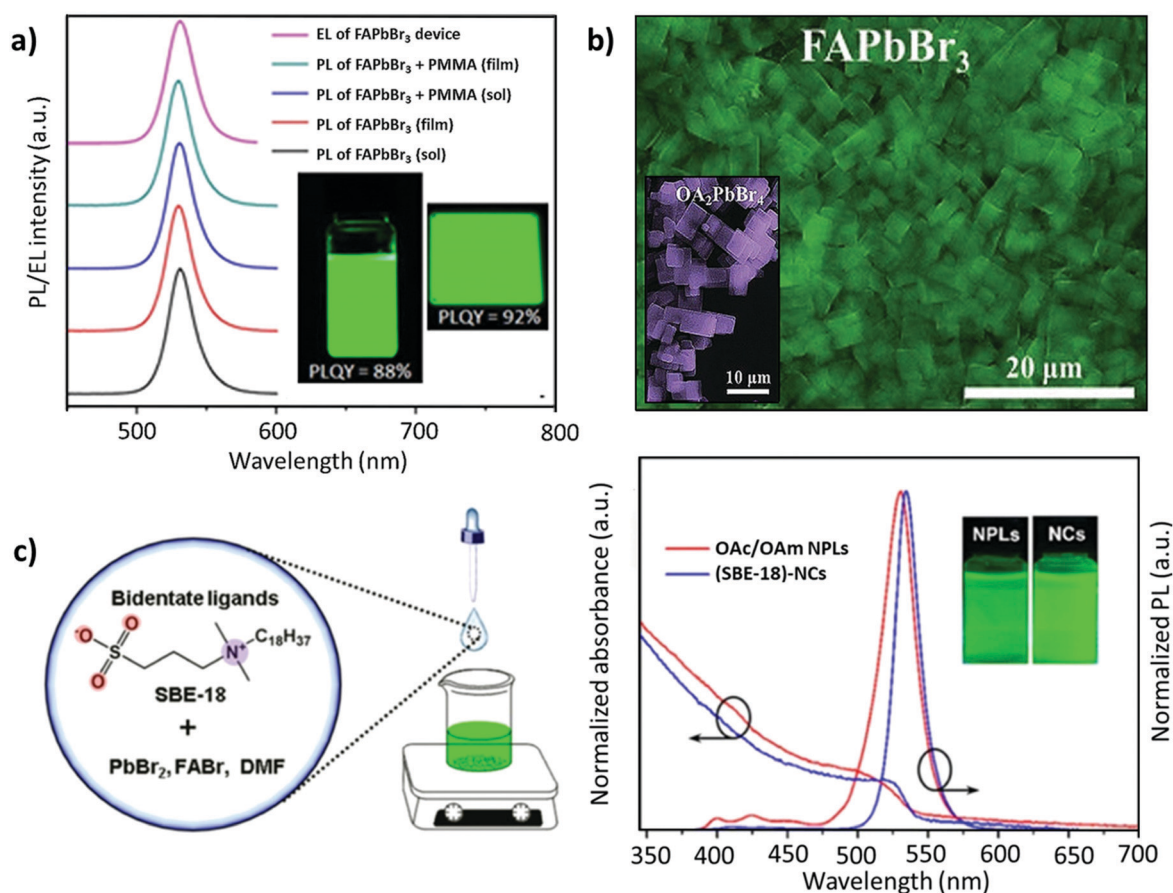 a)
EL of FAPbBr₃ device
PL of FAPbBr₃ + PMMA (film)
PL of FAPbBr₃ + PMMA (sol)
PL of FAPbBr₃ (film)
PL of FAPbBr₃ (sol)
PL/EL intensity (a.u.)
PLQY = 88%
PLQY = 92%
500 600 700 800
Wavelength (nm)
b)
FAPbBr₃
OA₂PbBr₄
10 µm
20 µm
c)
Bidentate ligands
-O O
S N⁺ C₁₈H₃₇
O
SBE-18
+
PbBr₂, FABr, DMF
Normalized absorbance (a.u.)
OAc/OAm NPLs
(SBE-18)-NCs
NPLs NCs
Normalized PL (a.u.)
350 400 450 500 550 600 650 700
Wavelength (nm)